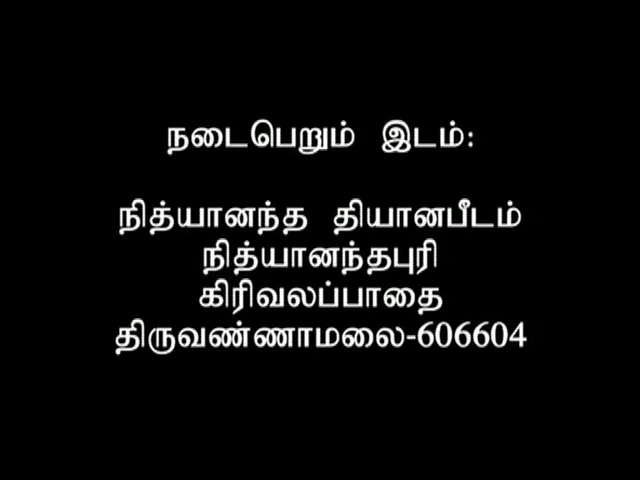 நடைபெறும் இடம்:
நித்யானந்த தியானபீடம்
நித்யானந்தபுரி
கிரிவலப்பாதை
திருவண்ணாமலை-606604